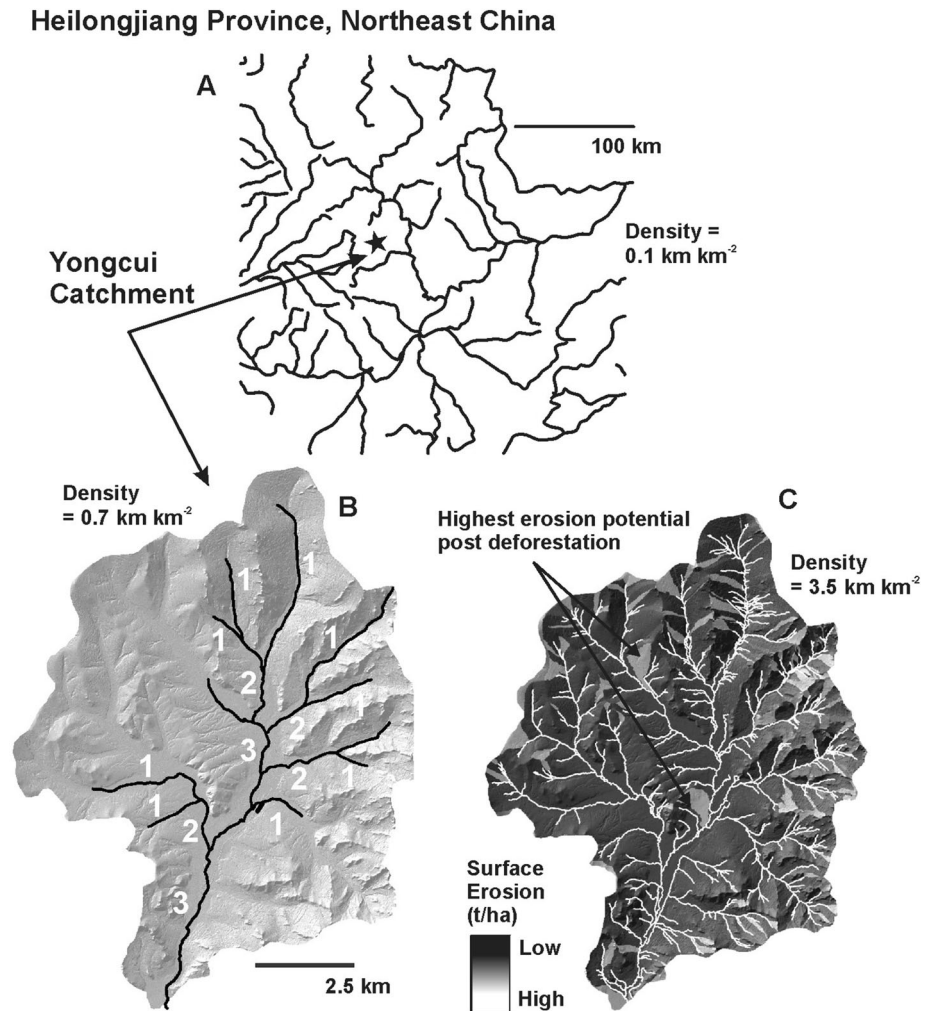 Heilongjiang Province, Northeast China
A
100 km
Density =
0.1 km km-2
Yongcui
Catchment
Density
= 0.7 km km-2
B
1
1
1
1
2
1
2
3
2
1
1
1
2
1
3
2.5 km
C
Highest erosion potential
post deforestation
Density
= 3.5 km km-2
Surface
Erosion
(t/ha)
Low
High